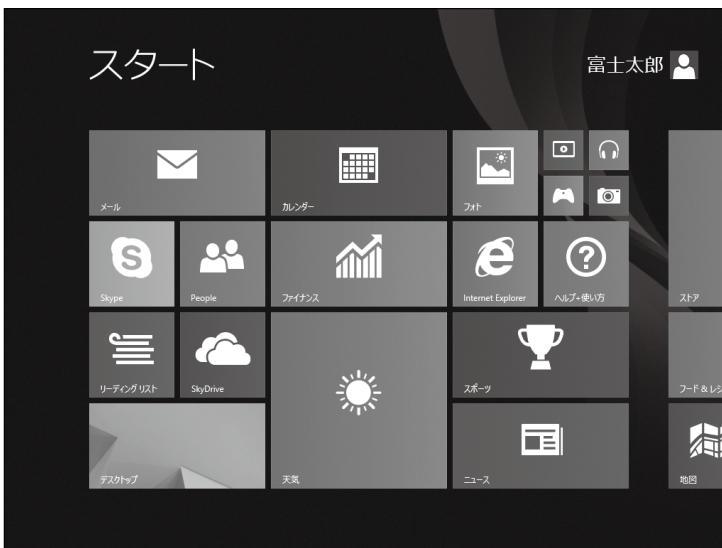 スタート
富士太郎
メール
カレンダー
フォト
Skype
People
ファイナンス
Internet Explorer
ヘルプ+使い方
ストア
リーディング リスト
SkyDrive
スポーツ
フード & レシ
デスクトップ
天気
ニュース
地図